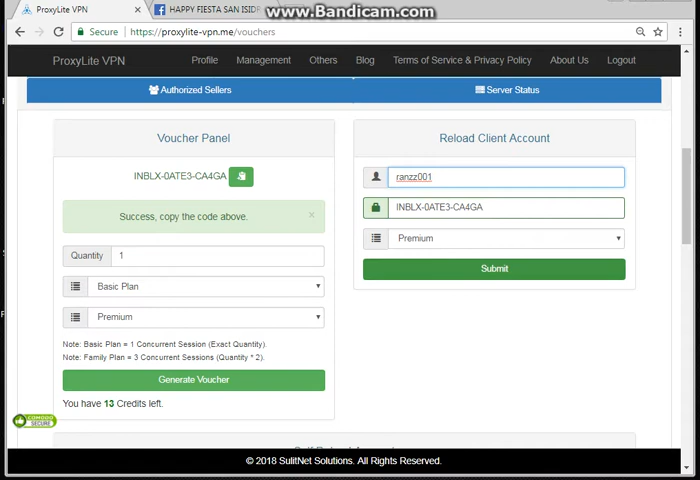 www.Bandicam.com
ProxyLite VPN
HAPPY FIESTA SAN ISIDR
Secure
https://proxylite-vpn.me/vouchers
ProxyLite VPN
Profile
Management
Others
Blog
Terms of Service & Privacy Policy
About Us
Logout
Authorized Sellers
Server Status
Voucher Panel
INBLX-0ATE3-CA4GA
Success, copy the code above.
×
Quantity
1
Basic Plan
Premium
Note: Basic Plan = 1 Concurrent Session (Exact Quantity).
Note: Family Plan = 3 Concurrent Sessions (Quantity * 2).
Generate Voucher
You have 13 Credits left.
Reload Client Account
ranzz001
INBLX-0ATE3-CA4GA
Premium
Submit
COMODO
SECURE
© 2018 SulitNet Solutions. All Rights Reserved.